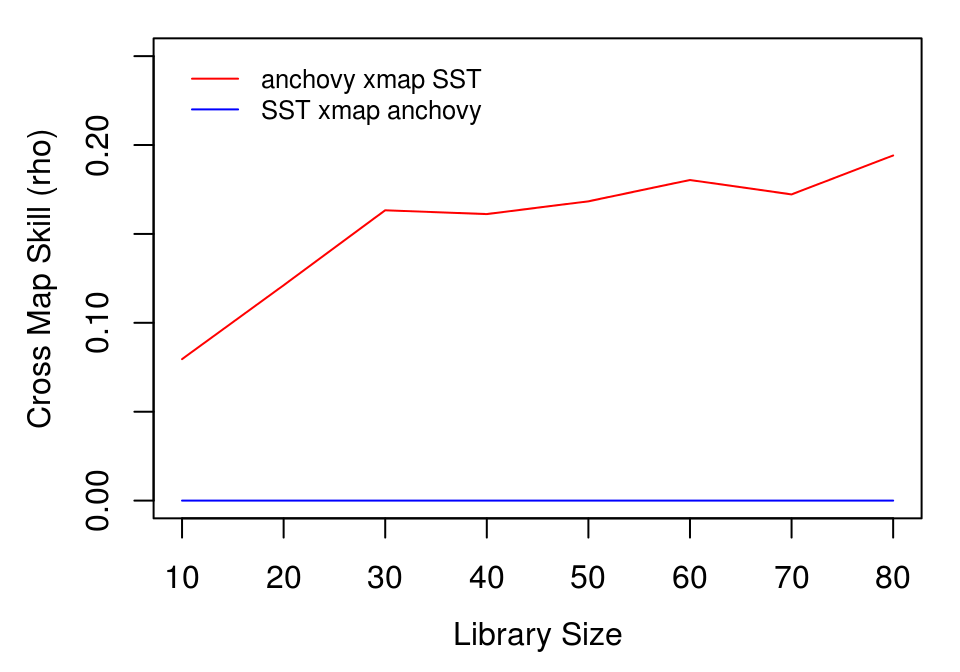 anchovy xmap SST
SST xmap anchovy
Cross Map Skill (rho)
0.20
0.10
0.00
10 20 30 40 50 60 70 80
Library Size